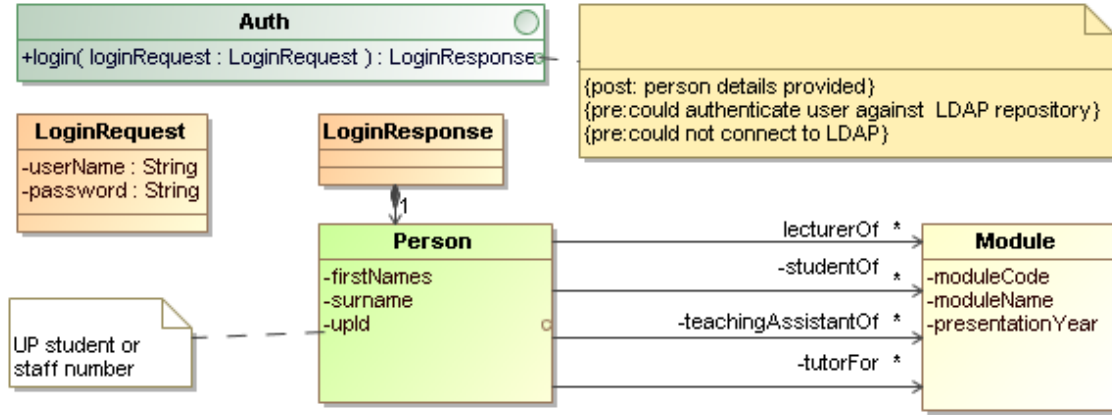 Auth
+login( loginRequest : LoginRequest ) : LoginResponse
{post: person details provided}
{pre:could authenticate user against LDAP repository}
{pre:could not connect to LDAP}
LoginRequest
-userName : String
-password : String
LoginResponse
1
Person
-firstNames
-surname
-upId
UP student or
staff number
lecturerOf *
-studentOf *
-teachingAssistantOf *
-tutorFor *
Module
-moduleCode
-moduleName
-presentationYear